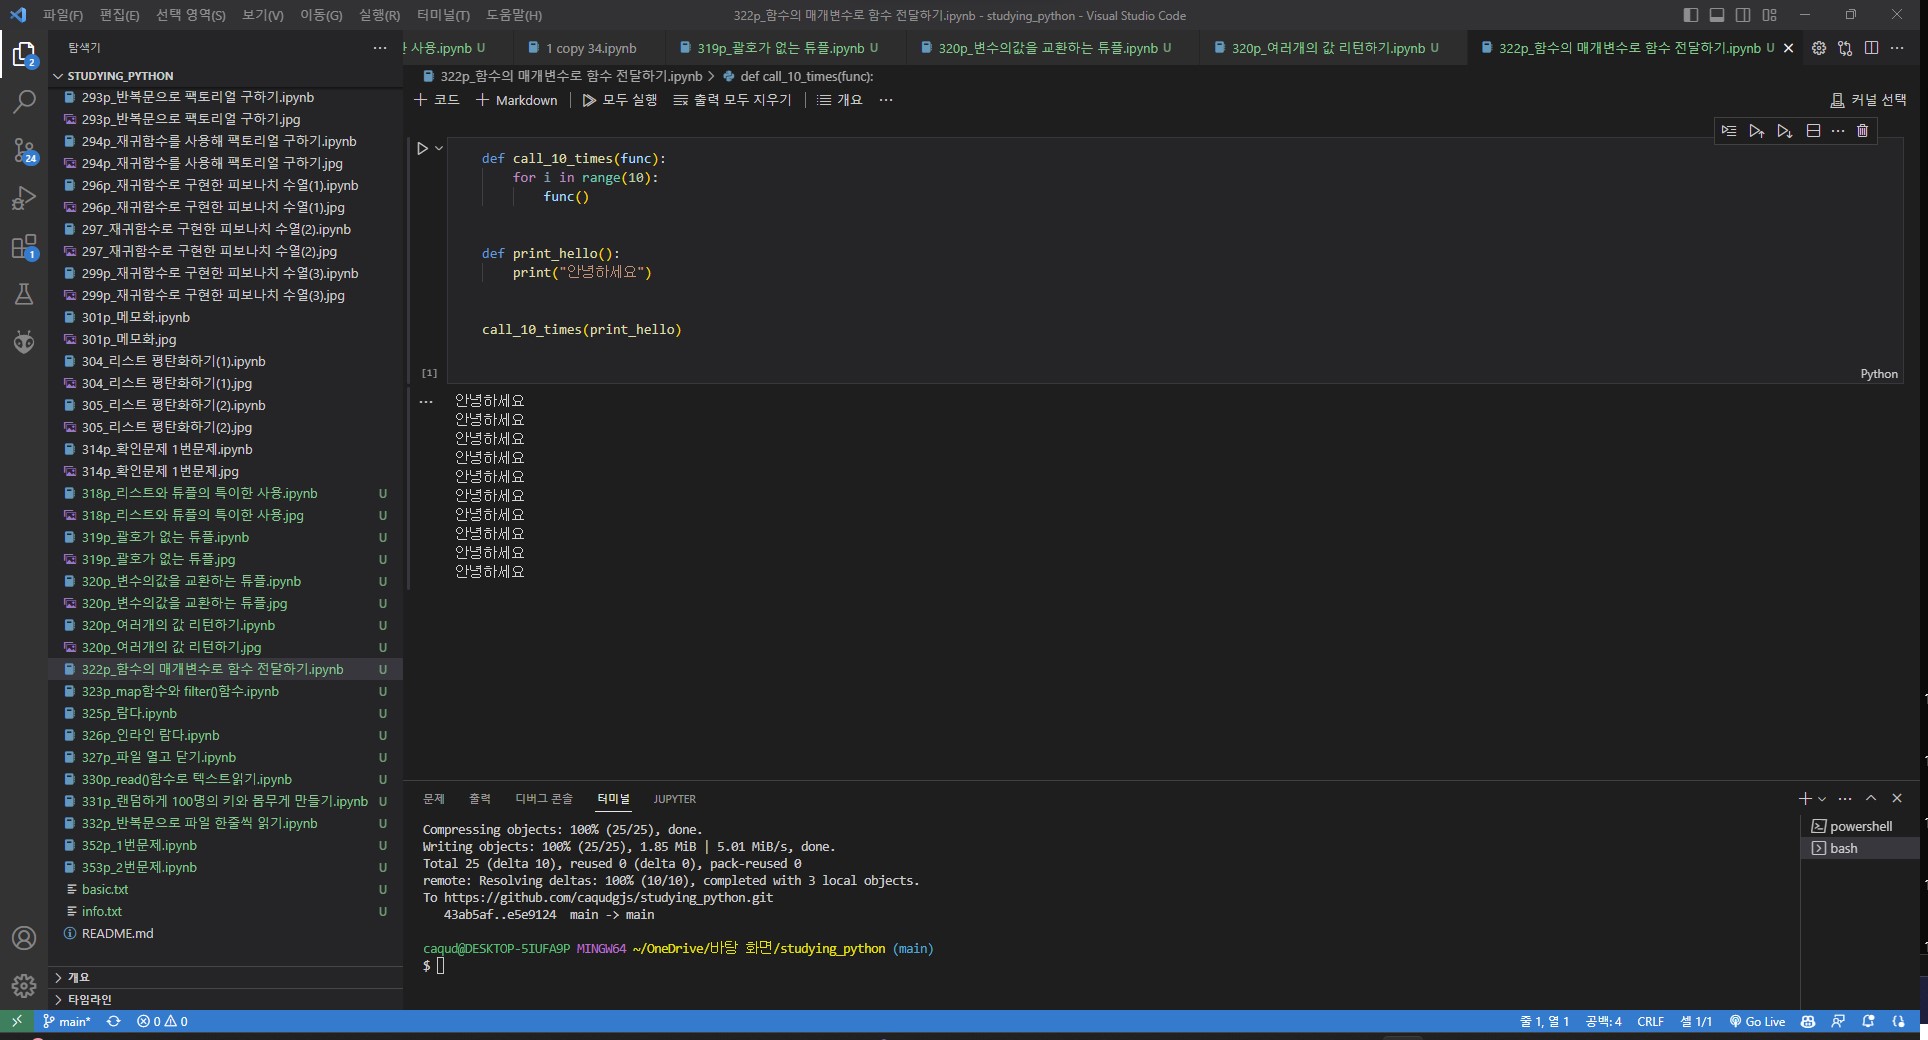 파일(F) 편집(E) 선택 영역(S) 보기(V) 이동(G) 실행(R) 터미널(T) 도움말(H)
322p_함수의 매개변수로 함수 전달하기.ipynb - studying_python - Visual Studio Code
탐색기
사용.ipynb U
1 copy 34.ipynb
319p_괄호가 없는 튜플.ipynb U
320p_변수의값을 교환하는 튜플.ipynb U
320p_여러개의 값 리턴하기.ipynb U
322p_함수의 매개변수로 함수 전달하기.ipynb U
STUDYING_PYTHON
293p_반복문으로 팩토리얼 구하기.ipynb
293p_반복문으로 팩토리얼 구하기.jpg
294p_재귀함수를 사용해 팩토리얼 구하기.ipynb
294p_재귀함수를 사용해 팩토리얼 구하기.jpg
296p_재귀함수로 구현한 피보나치 수열(1).ipynb
296p_재귀함수로 구현한 피보나치 수열(1).jpg
297_재귀함수로 구현한 피보나치 수열(2).ipynb
297_재귀함수로 구현한 피보나치 수열(2).jpg
299p_재귀함수로 구현한 피보나치 수열(3).ipynb
299p_재귀함수로 구현한 피보나치 수열(3).jpg
301p_메모화.ipynb
301p_메모화.jpg
304_리스트 평탄화하기(1).ipynb
304_리스트 평탄화하기(1).jpg
305_리스트 평탄화하기(2).ipynb
305_리스트 평탄화하기(2).jpg
314p_확인문제 1번문제.ipynb
314p_확인문제 1번문제.jpg
318p_리스트와 튜플의 특이한 사용.ipynb U
318p_리스트와 튜플의 특이한 사용.jpg U
319p_괄호가 없는 튜플.ipynb U
319p_괄호가 없는 튜플.jpg U
320p_변수의값을 교환하는 튜플.ipynb U
320p_변수의값을 교환하는 튜플.jpg U
320p_여러개의 값 리턴하기.ipynb U
320p_여러개의 값 리턴하기.jpg U
322p_함수의 매개변수로 함수 전달하기.ipynb U
323p_map함수와 filter()함수.ipynb U
325p_람다.ipynb U
326p_인라인 람다.ipynb U
327p_파일 열고 닫기.ipynb U
330p_read()함수로 텍스트읽기.ipynb U
331p_랜덤하게 100명의 키와 몸무게 만들기.ipynb U
332p_반복문으로 파일 한줄씩 읽기.ipynb U
352p_1번문제.ipynb U
353p_2번문제.ipynb U
basic.txt U
info.txt U
README.md
개요
타임라인
2
24
1
322p_함수의 매개변수로 함수 전달하기.ipynb > def call_10_times(func):
+ 코드 + Markdown | 모두 실행 출력 모두 지우기 | 개요 ···
커널 선택
def call_10_times(func):
for i in range(10):
func()
def print_hello():
print("안녕하세요")
call_10_times(print_hello)
[1]
Python
안녕하세요
안녕하세요
안녕하세요
안녕하세요
안녕하세요
안녕하세요
안녕하세요
안녕하세요
안녕하세요
안녕하세요
문제 출력 디버그 콘솔 터미널 JUPYTER
Compressing objects: 100% (25/25), done.
Writing objects: 100% (25/25), 1.85 MiB | 5.01 MiB/s, done.
Total 25 (delta 10), reused 0 (delta 0), pack-reused 0
remote: Resolving deltas: 100% (10/10), completed with 3 local objects.
To https://github.com/caqudgjs/studying_python.git
43ab5af..e5e9124 main -> main
caqud@DESKTOP-5IUFA9P MINGW64 ~/OneDrive/바탕 화면/studying_python (main)
$
powershell
bash
main* 0 0
줄 1, 열 1 공백: 4 CRLF 셀 1/1 Go Live